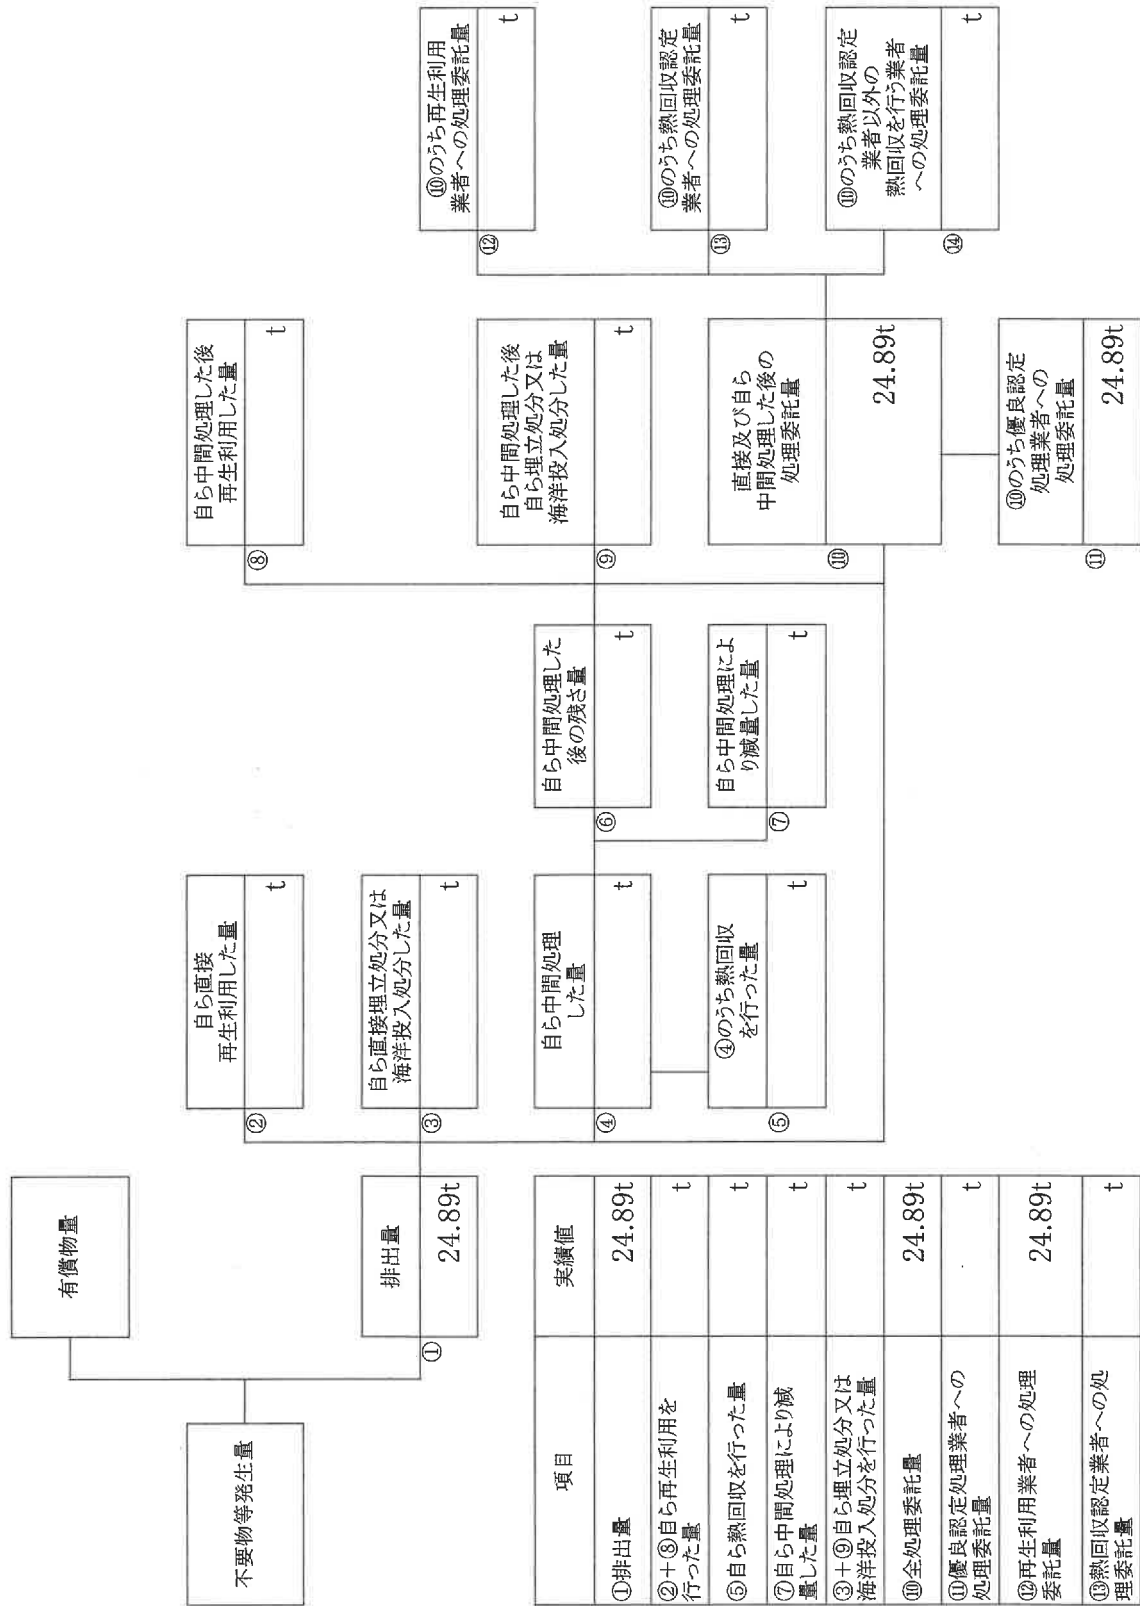 不要物等発生量
有償物量
①
排出量
24.89t
②
自ら直接
再生利用した量
t
③
自ら直接埋立処分又は
海洋投入処分した量
t
④
自ら中間処理
した量
t
⑤
④のうち熱回収
を行った量
t
⑥
自ら中間処理した
後の残さ量
t
⑦
自ら中間処理によ
り減量した量
t
⑧
自ら中間処理した後
再生利用した量
t
⑨
自ら中間処理した後
自ら埋立処分又は
海洋投入処分した量
t
⑩
直接及び自ら
中間処理した後の
処理委託量
24.89t
⑪
⑩のうち優良認定
処理業者への
処理委託量
24.89t
⑫
⑩のうち再生利用
業者への処理委託量
t
⑬
⑩のうち熱回収認定
業者への処理委託量
t
⑭
⑩のうち熱回収認定
業者以外の
熱回収を行う業者
への処理委託量
t
項目 実績値
①排出量 24.89t
②+⑧自ら再生利用を
行った量 t
⑤自ら熱回収を行った量 t
⑦自ら中間処理により減
量した量 t
③+⑨自ら埋立処分又は
海洋投入処分を行った量 t
⑩全処理委託量 24.89t
⑪優良認定処理業者への
処理委託量 t
⑫再生利用業者への処理
委託量 24.89t
⑬熱回収認定業者への処
理委託量 t